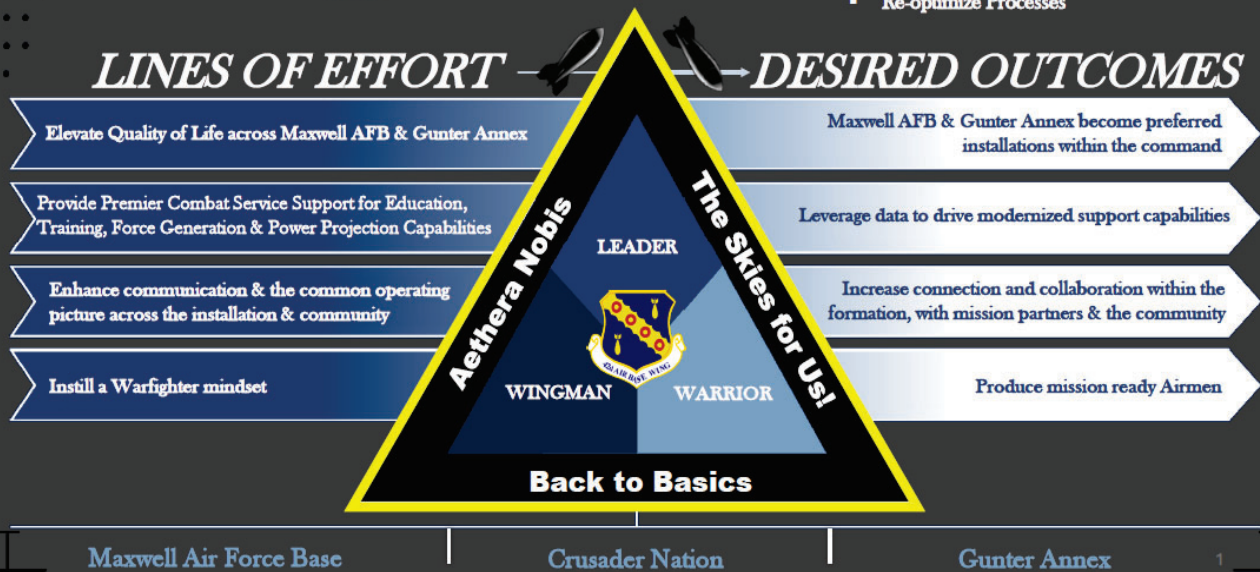 Re-optimize Processes
LINES OF EFFORT
DESIRED OUTCOMES
Elevate Quality of Life across Maxwell AFB & Gunter Annex
Maxwell AFB & Gunter Annex become preferred
installations within the command
Provide Premier Combat Service Support for Education,
Training, Force Generation & Power Projection Capabilities
Leverage data to drive modernized support capabilities
Enhance communication & the common operating
picture across the installation & community
Increase connection and collaboration within the
formation, with mission partners & the community
Instill a Warfighter mindset
Produce mission ready Airmen
Aethera Nobis
The Skies for Us!
LEADER
WINGMAN
WARRIOR
42d AIR BASE WING
Back to Basics
Maxwell Air Force Base
Crusader Nation
Gunter Annex
1